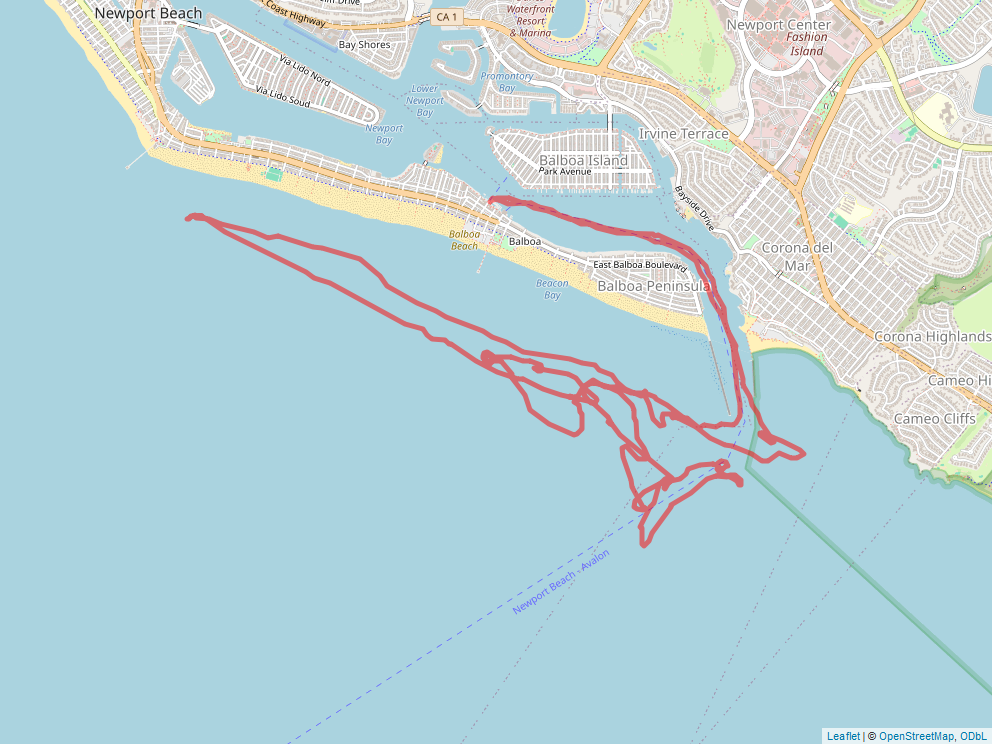 Newport Beach
CA 1
Coast Highway
Drive
Waterfront
Resort
& Marina
Newport Center
Fashion
Island
Bay Shores
Via Lido Nord
Via Lido Soud
Promontory
Bay
Lower
Newport
Bay
Newport
Bay
Irvine Terrace
Balboa Island
Park Avenue
Bayside Drive
Balboa
Beach
Balboa
Corona del
Mar
East Balboa Boulevard
Balboa Peninsula
Beacon
Bay
Corona Highlands
Cameo Hi
Cameo Cliffs
Newport Beach - Avalon
Leaflet | © OpenStreetMap, ODbL